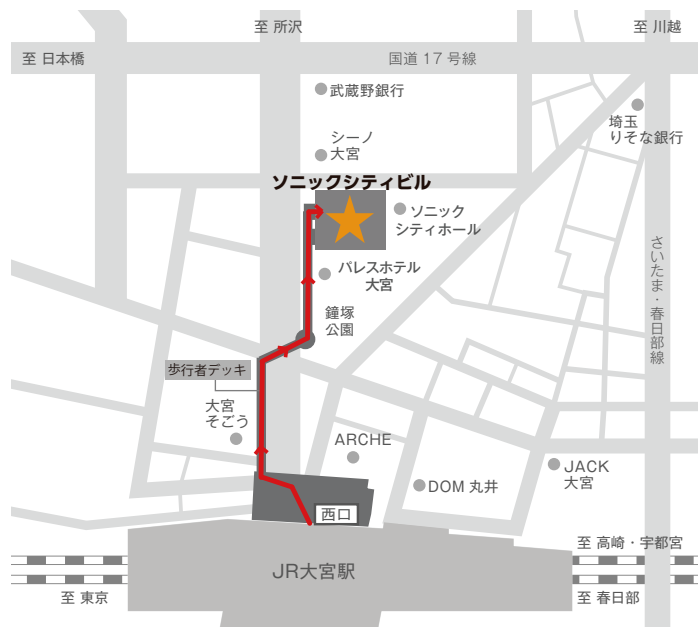 至 所沢
至 川越
至 日本橋
国道 17 号線
武蔵野銀行
埼玉
りそな銀行
シーノ
大宮
ソニックシティビル
ソニック
シティホール
さいたま・春日部線
パレスホテル
大宮
鐘塚
公園
歩行者デッキ
大宮
そごう
ARCHE
JACK
大宮
DOM 丸井
西口
JR大宮駅
至 高崎・宇都宮
至 東京
至 春日部